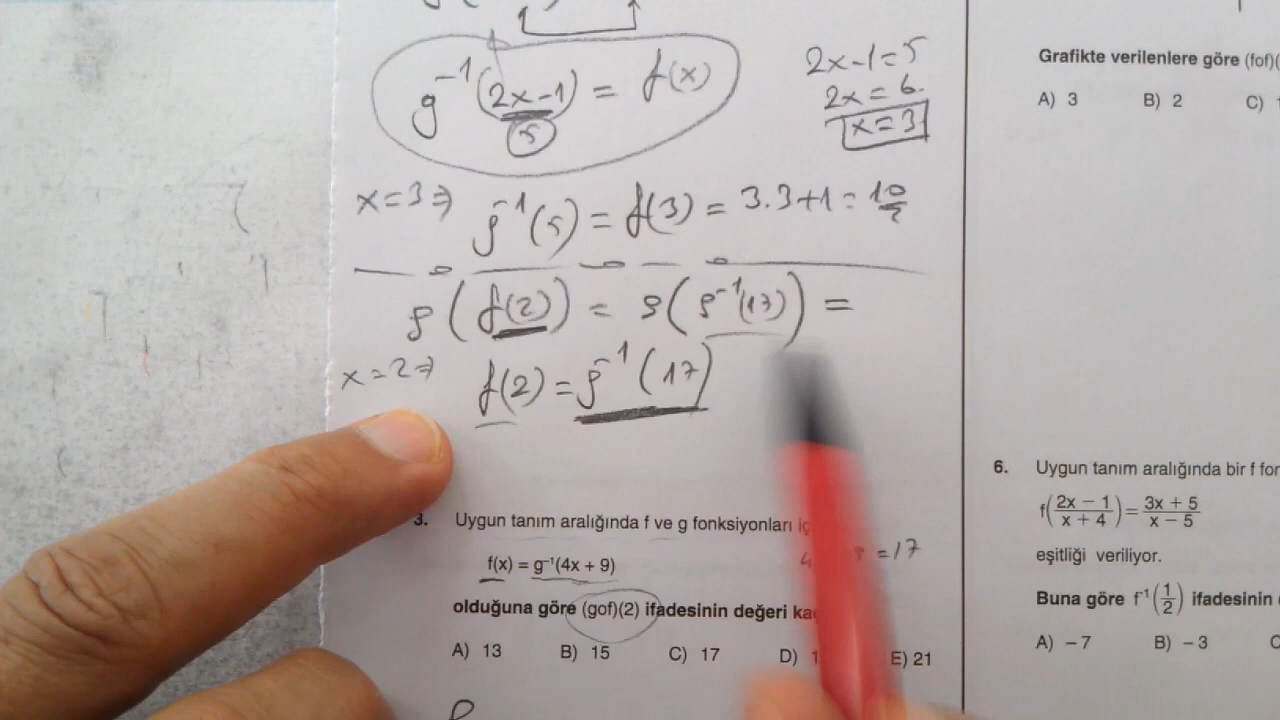 g⁻¹(2x-1) = f(x)
5
2x-1=5
2x=6
x=3
x=3⇒ g⁻¹(5) = f(3) = 3.3+1=10
g(f(2)) = g(g⁻¹(17)) =
x=2⇒ f(2) = g⁻¹(17)
=17
3. Uygun tanım aralığında f ve g fonksiyonları
f(x) = g⁻¹(4x + 9)
olduğuna göre (gof)(2) ifadesinin değeri
A) 13 B) 15 C) 17 D) E) 21
Grafikte verilenlere göre (fof)(
A) 3 B) 2 C)
6. Uygun tanım aralığında bir f
f((2x − 1)/(x + 4)) = (3x + 5)/(x − 5)
eşitliği veriliyor.
Buna göre f⁻¹(1/2) ifadesinin
A) − 7 B) − 3